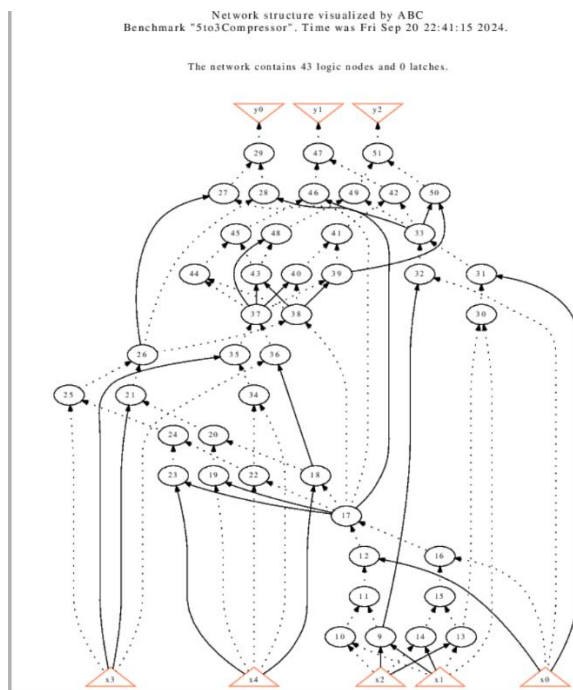 Network structure visualized by ABC
Benchmark "5to3Compressor". Time was Fri Sep 20 22:41:15 2024.
The network contains 43 logic nodes and 0 latches.
y0 y1 y2
29 47 51
27 28 46 49 42 50
45 48 41 33
44 43 40 39 32 31
37 38 30
26 35 36
25 21 34
24 20
23 19 22 18
17
12 16
11 15
10 9 14 13
x3 x4 x2 x1 x0